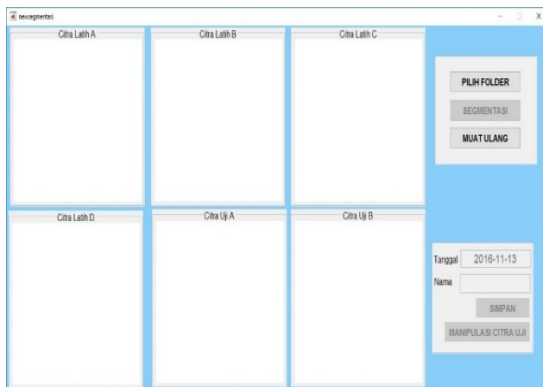 newsegmentasi
Citra Latih A
Citra Latih B
Citra Latih C
PILIH FOLDER
SEGMENTASI
MUAT ULANG
Citra Latih D
Citra Uji A
Citra Uji B
Tanggal 2016-11-13
Nama
SIMPAN
MANIPULASI CITRA UJI